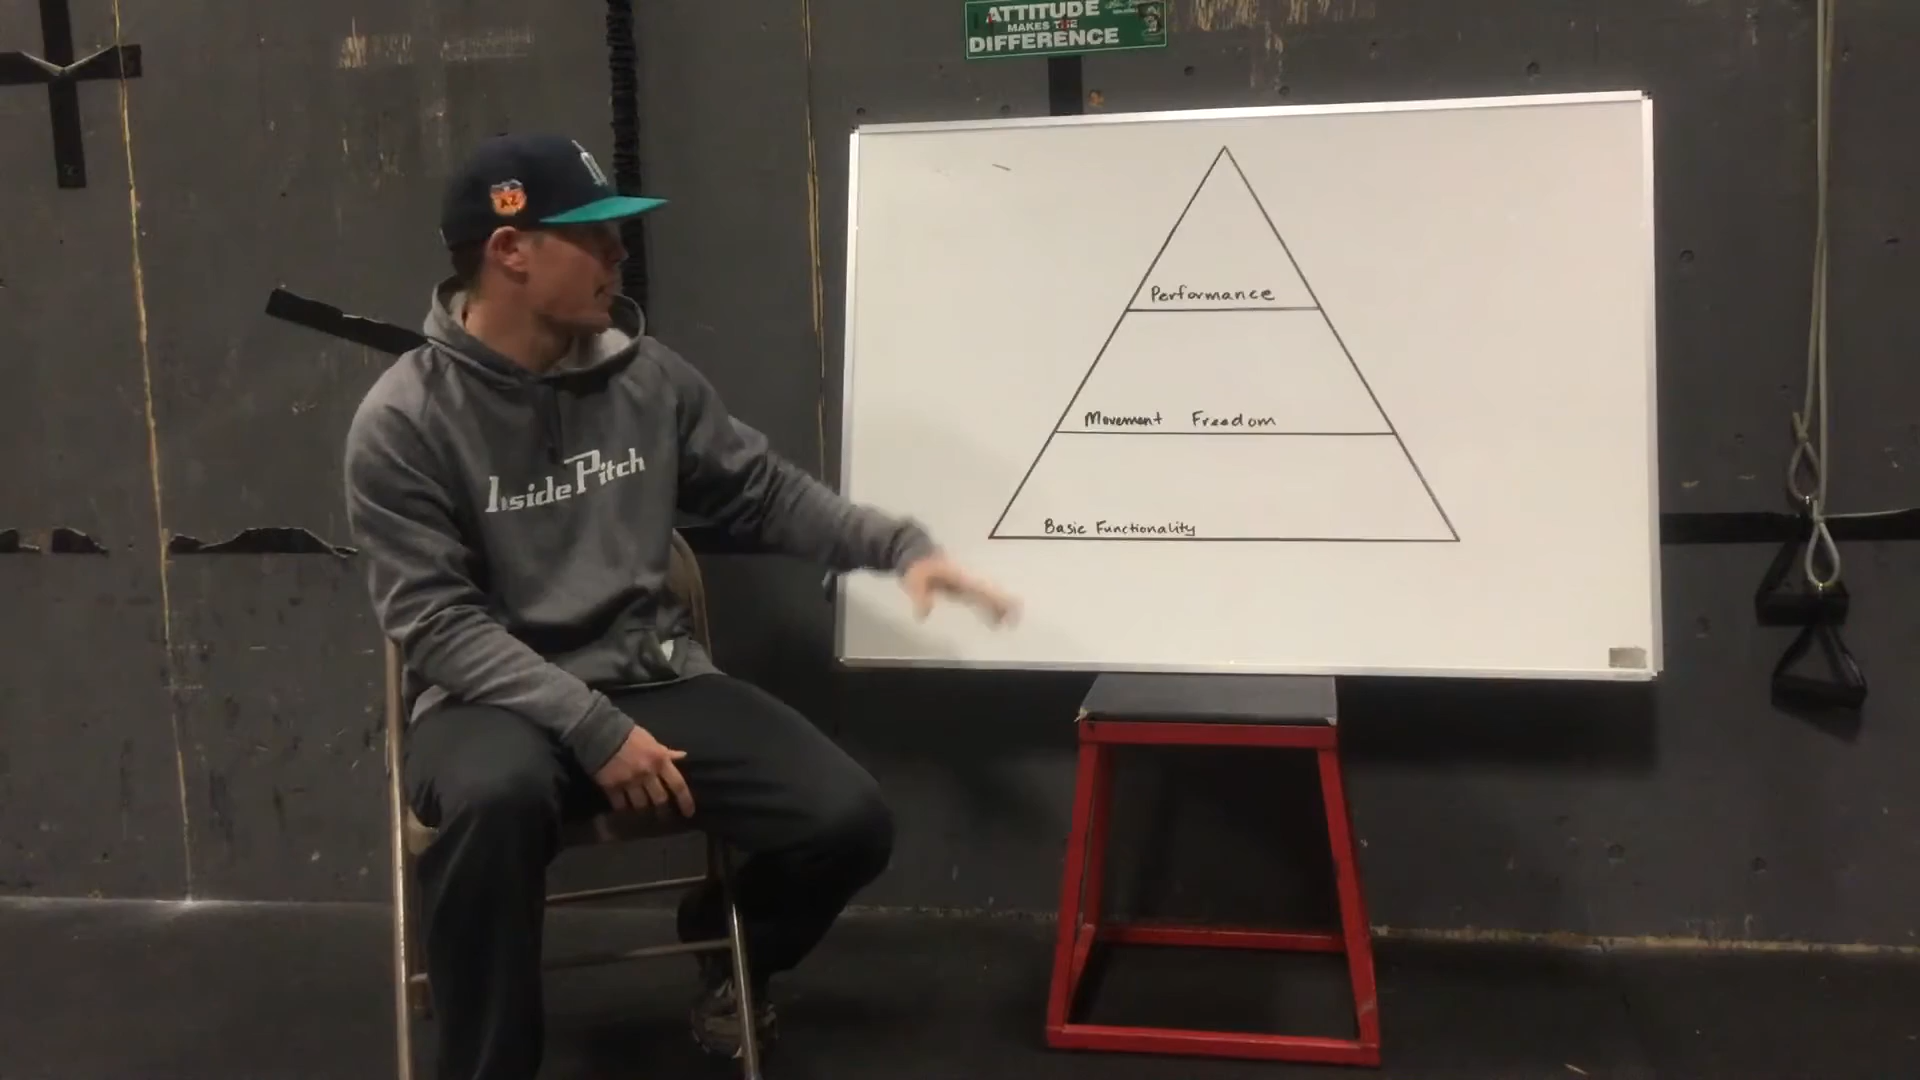 ATTITUDE
MAKES THE
DIFFERENCE
AZ
InsidePitch
Performance
Movement Freedom
Basic Functionality